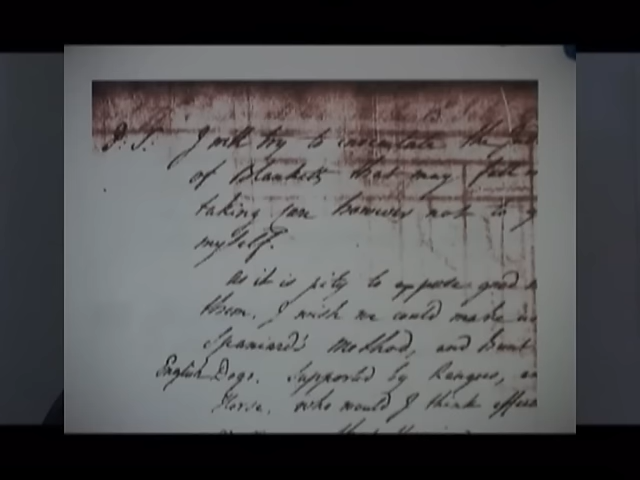 P.S. I will try to inoculate the
of Blankets that may fall
taking care however not to g
myself.
As it is pity to oppose good m
them. I wish we could make
Spaniard's Method, and hunt
English Dogs. Supported by Rangers, an
Horse, who would I think effec